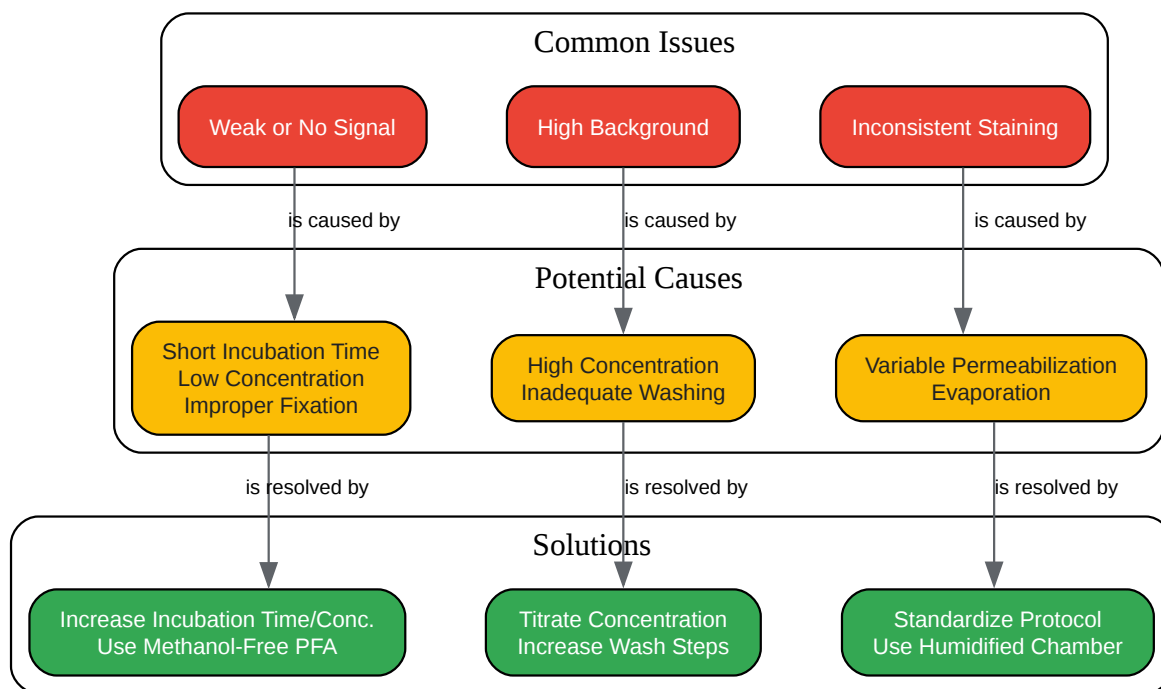 Common Issues
Weak or No Signal
High Background
Inconsistent Staining
is caused by
is caused by
is caused by
Potential Causes
Short Incubation Time
Low Concentration
Improper Fixation
High Concentration
Inadequate Washing
Variable Permeabilization
Evaporation
is resolved by
is resolved by
is resolved by
Solutions
Increase Incubation Time/Conc.
Use Methanol-Free PFA
Titrate Concentration
Increase Wash Steps
Standardize Protocol
Use Humidified Chamber